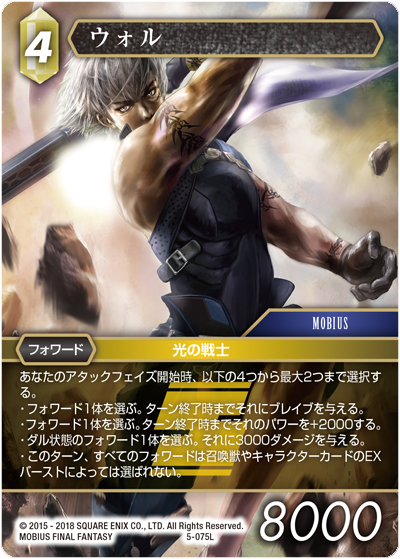 4
ウォル
MOBIUS
フォワード
光の戦士
あなたのアタックフェイズ開始時、以下の4つから最大2つまで選択す
る。
・フォワード1体を選ぶ。ターン終了時までそれにブレイブを与える。
・フォワード1体を選ぶ。ターン終了時までそれのパワーを+2000する。
・ダル状態のフォワード1体を選ぶ。それに3000ダメージを与える。
・このターン、すべてのフォワードは召喚獣やキャラクターカードのEX
バーストによっては選ばれない。
© 2015 - 2018 SQUARE ENIX CO., LTD. All Rights Reserved.
MOBIUS FINAL FANTASY 5-075L
8000